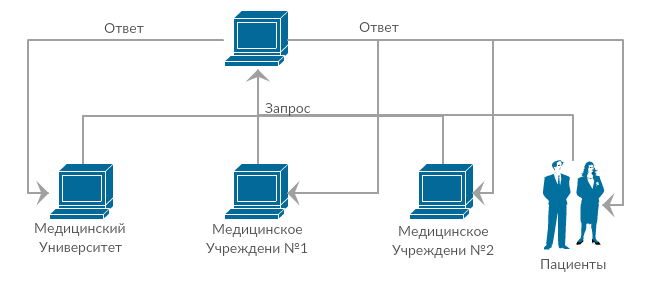 Ответ
Ответ
Запрос
Медицинский
Университет
Медицинское
Учреждени №1
Медицинское
Учреждени №2
Пациенты